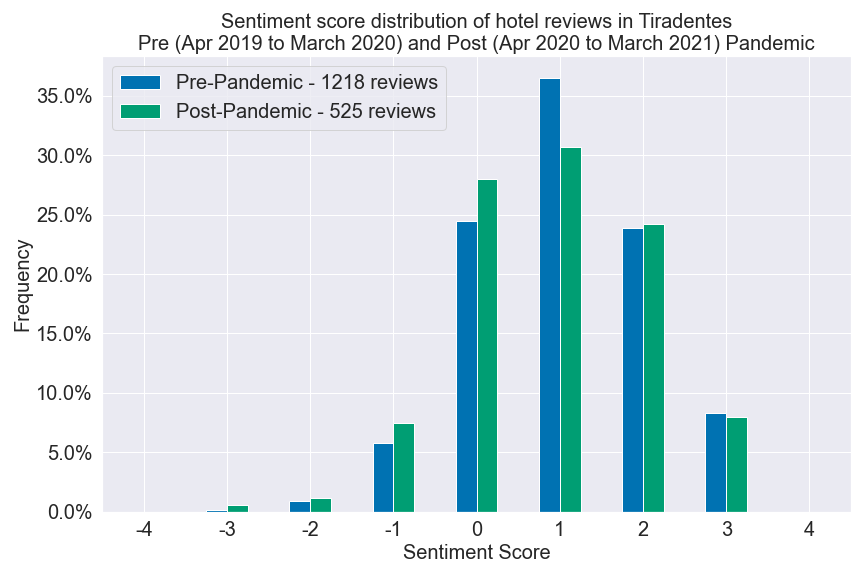 Sentiment score distribution of hotel reviews in Tiradentes
Pre (Apr 2019 to March 2020) and Post (Apr 2020 to March 2021) Pandemic
Pre-Pandemic - 1218 reviews
Post-Pandemic - 525 reviews
35.0%
30.0%
25.0%
20.0%
15.0%
10.0%
5.0%
0.0%
Frequency
-4 -3 -2 -1 0 1 2 3 4
Sentiment Score